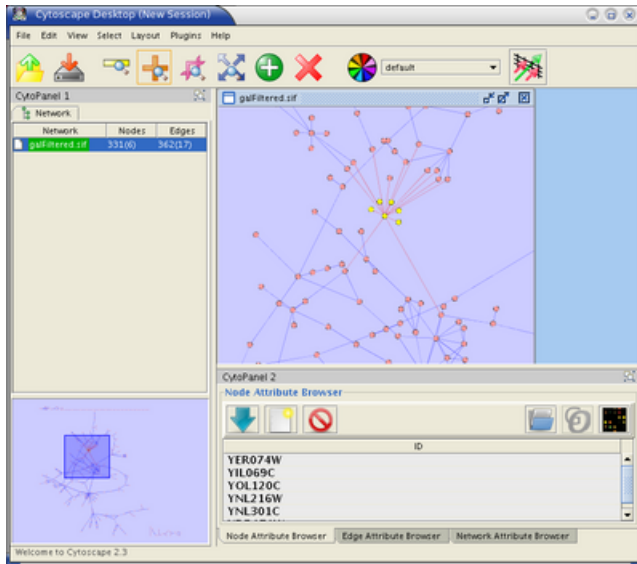 Cytoscape Desktop (New Session)
File Edit View Select Layout Plugins Help
default
CytoPanel 1
Network
Network Nodes Edges
galFiltered.sif 331(6) 362(17)
galFiltered.sif
CytoPanel 2
Node Attribute Browser
ID
YER074W
YIL069C
YOL120C
YNL216W
YNL301C
Node Attribute Browser Edge Attribute Browser Network Attribute Browser
Welcome to Cytoscape 2.3